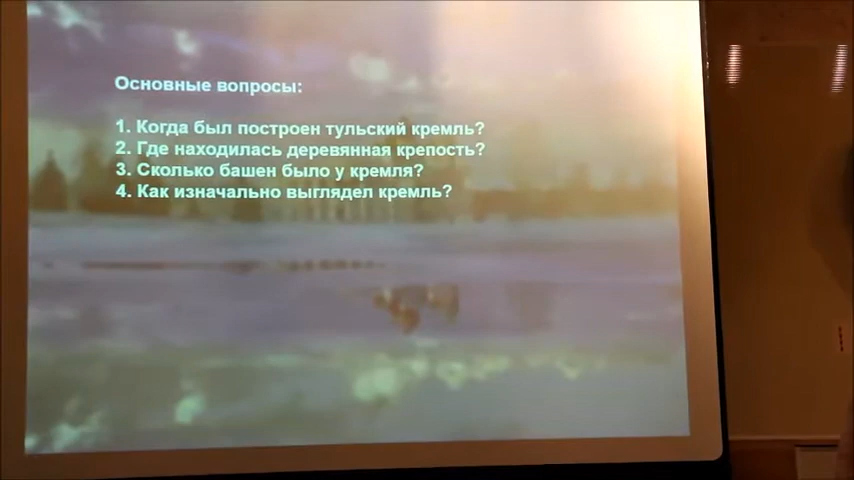 Основные вопросы:
1. Когда был построен тульский кремль?
2. Где находилась деревянная крепость?
3. Сколько башен было у кремля?
4. Как изначально выглядел кремль?